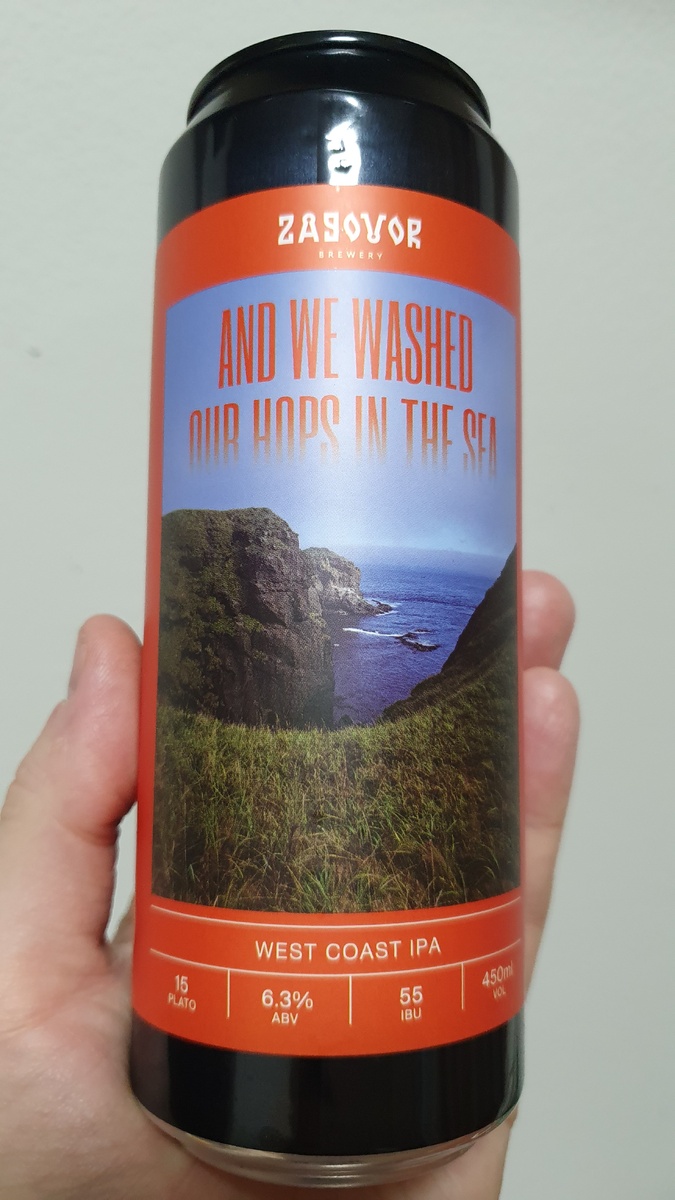 ZAGOVOR
BREWERY
AND WE WASHED
OUR HOPS IN THE SEA
WEST COAST IPA
15 6.3% 55 450ml
PLATO ABV IBU VOL